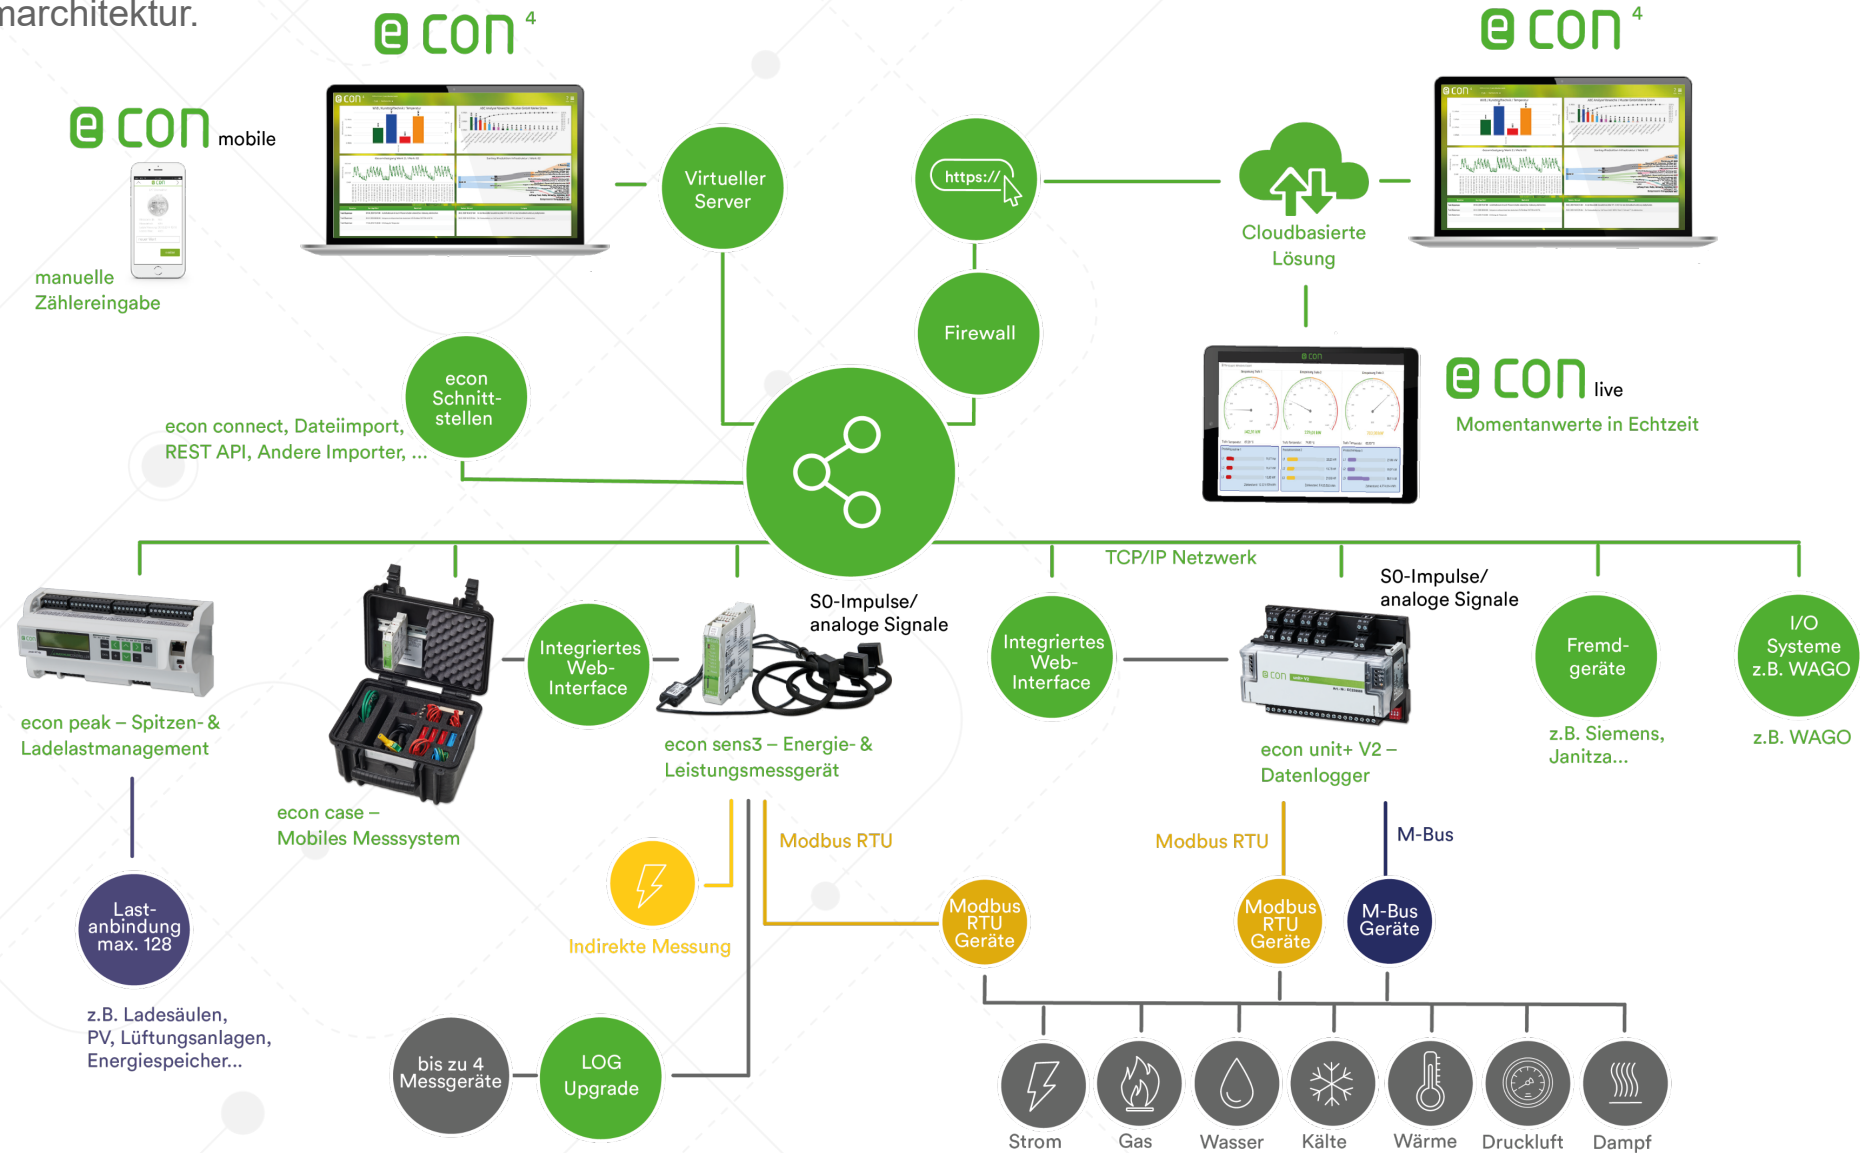 marchitektur.
e con 4
e con 4
e con mobile
manuelle
Zählereingabe
Virtueller
Server
https://
Cloudbasierte
Lösung
Firewall
econ
Schnitt-
stellen
econ connect, Dateiimport,
REST API, Andere Importer, ...
e con live
Momentanwerte in Echtzeit
TCP/IP Netzwerk
S0-Impulse/
analoge Signale
S0-Impulse/
analoge Signale
Integriertes
Web-
Interface
Integriertes
Web-
Interface
Fremd-
geräte
I/O
Systeme
z.B. WAGO
econ peak – Spitzen- &
Ladelastmanagement
econ case –
Mobiles Messsystem
econ sens3 – Energie- &
Leistungsmessgerät
econ unit+ V2 –
Datenlogger
z.B. Siemens,
Janitza...
z.B. WAGO
Modbus RTU
Modbus RTU
M-Bus
Last-
anbindung
max. 128
Indirekte Messung
Modbus
RTU
Geräte
Modbus
RTU
Geräte
M-Bus
Geräte
z.B. Ladesäulen,
PV, Lüftungsanlagen,
Energiespeicher...
bis zu 4
Messgeräte
LOG
Upgrade
Strom
Gas
Wasser
Kälte
Wärme
Druckluft
Dampf